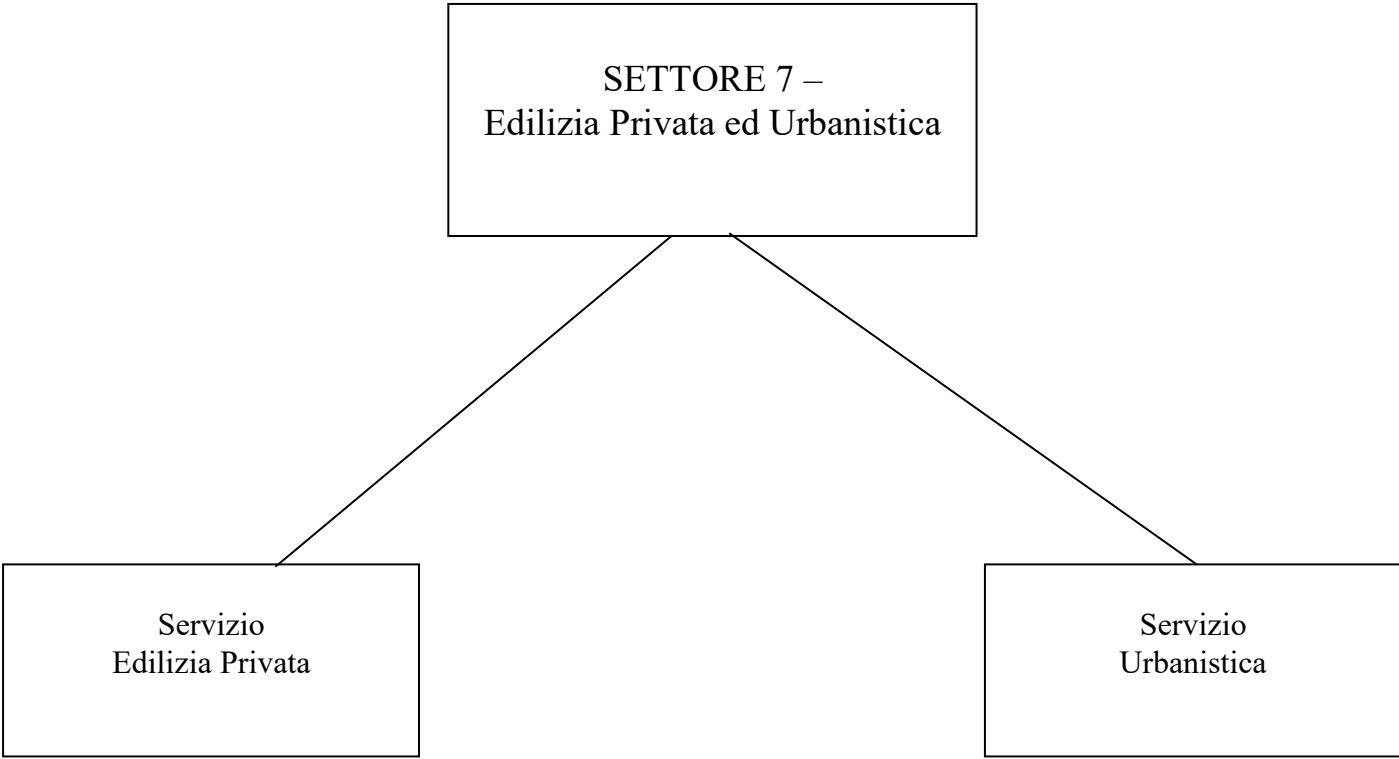 SETTORE 7 –
Edilizia Privata ed Urbanistica
Servizio
Edilizia Privata
Servizio
Urbanistica